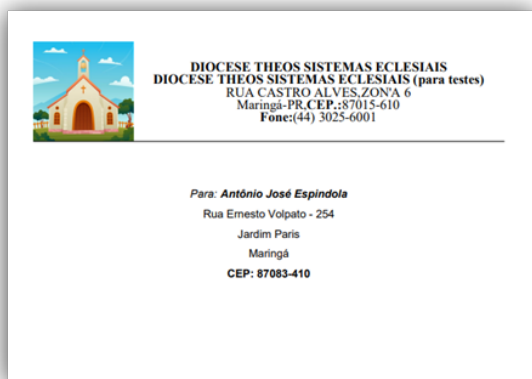 DIOCESE THEOS SISTEMAS ECLESIAIS
DIOCESE THEOS SISTEMAS ECLESIAIS (para testes)
RUA CASTRO ALVES,ZON'A 6
Maringá-PR,CEP.:87015-610
Fone:(44) 3025-6001
Para: Antônio José Espindola
Rua Ernesto Volpato - 254
Jardim Paris
Maringá
CEP: 87083-410